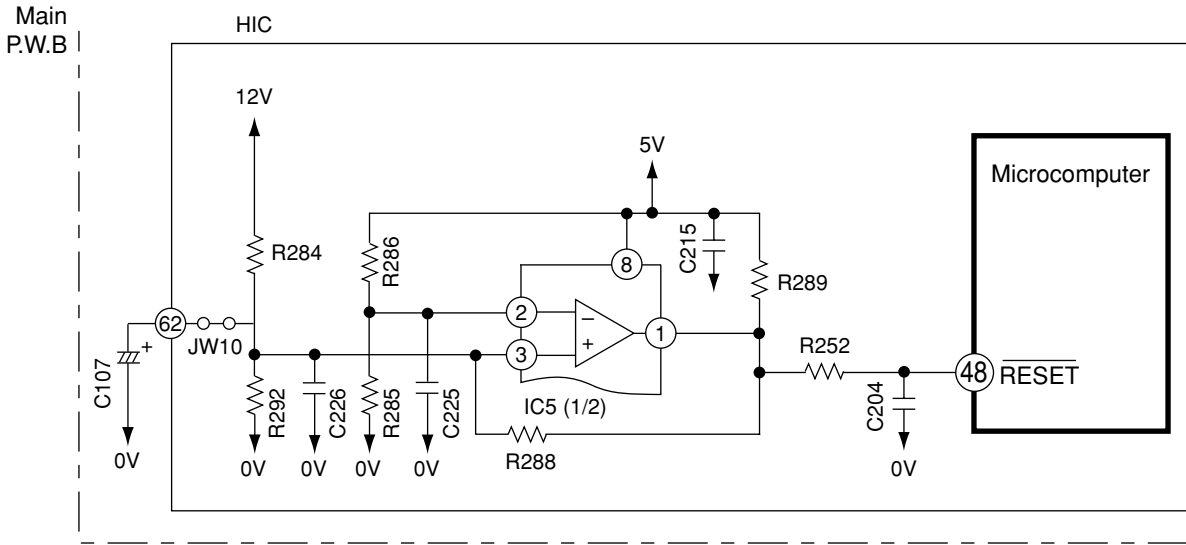 Main
P.W.B
HIC
12V
5V
Microcomputer
R284
R286
8
C215
R289
62
JW10
2
–
1
+
3
R252
48
RESET
C107
+
R292
C226
R285
C225
IC5 (1/2)
C204
R288
0V
0V
0V
0V
0V
0V